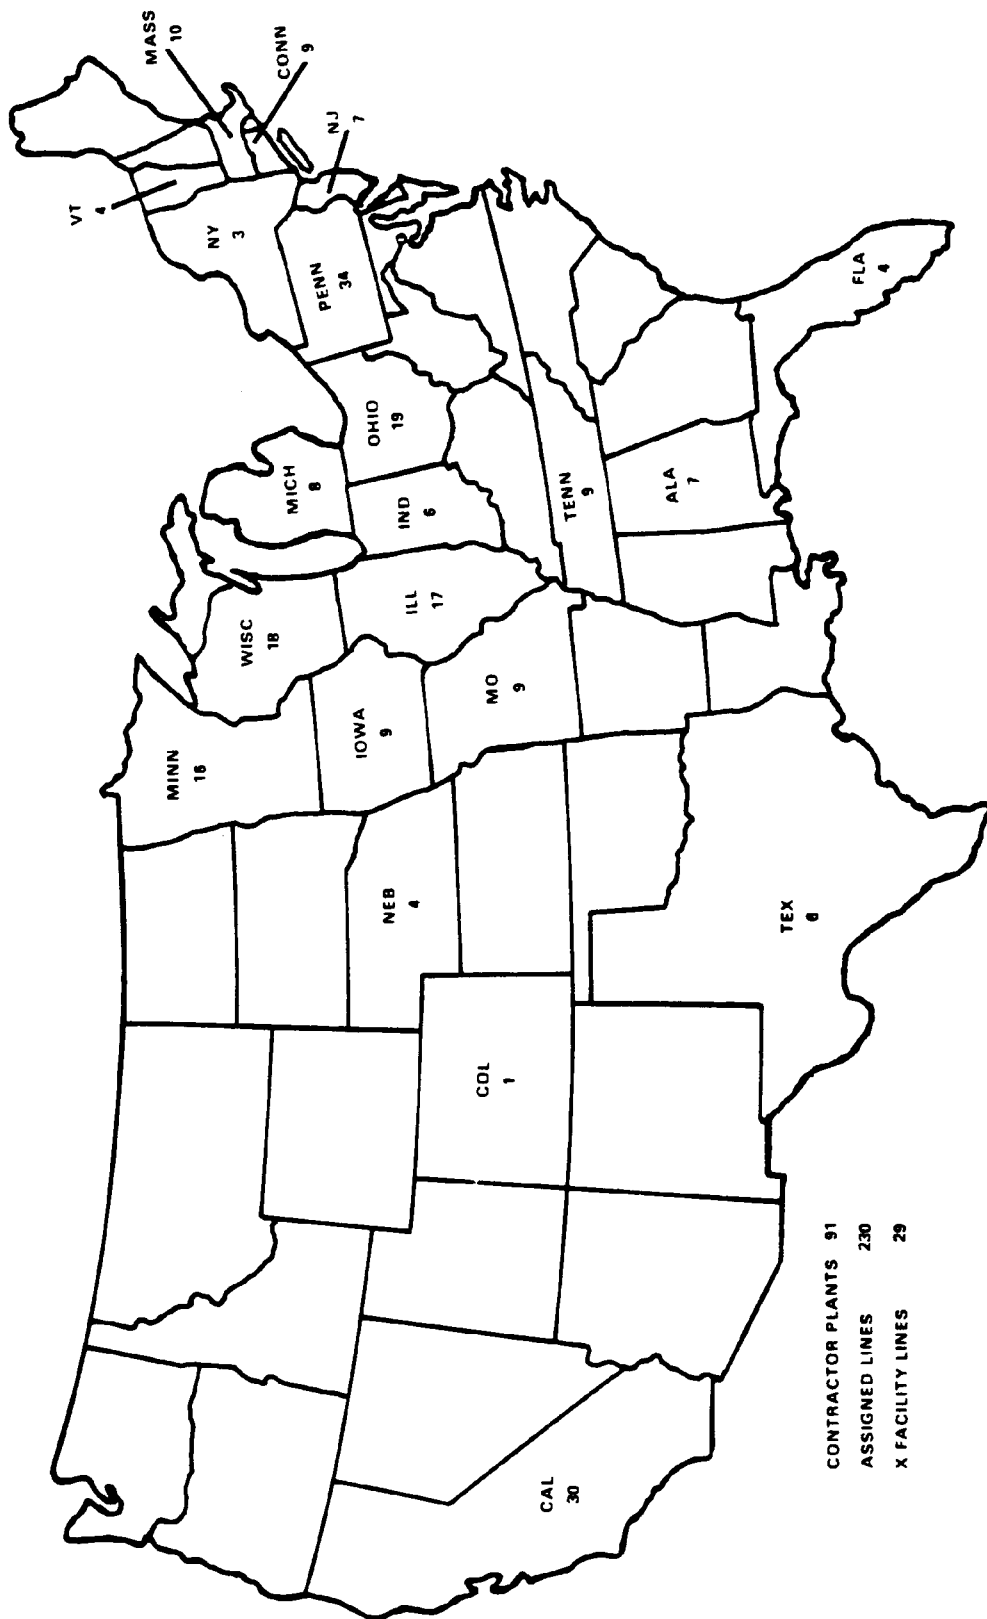 MASS
10
VT
4
MINN
16
NY
3
WISC
18
CONN
9
MICH
8
PENN
34
NJ
7
IOWA
9
OHIO
19
NEB
4
ILL
17
IND
6
COL
1
MO
9
CAL
30
TENN
9
ALA
7
TEX
6
FLA
4
CONTRACTOR PLANTS 91
ASSIGNED LINES 230
X FACILITY LINES 29